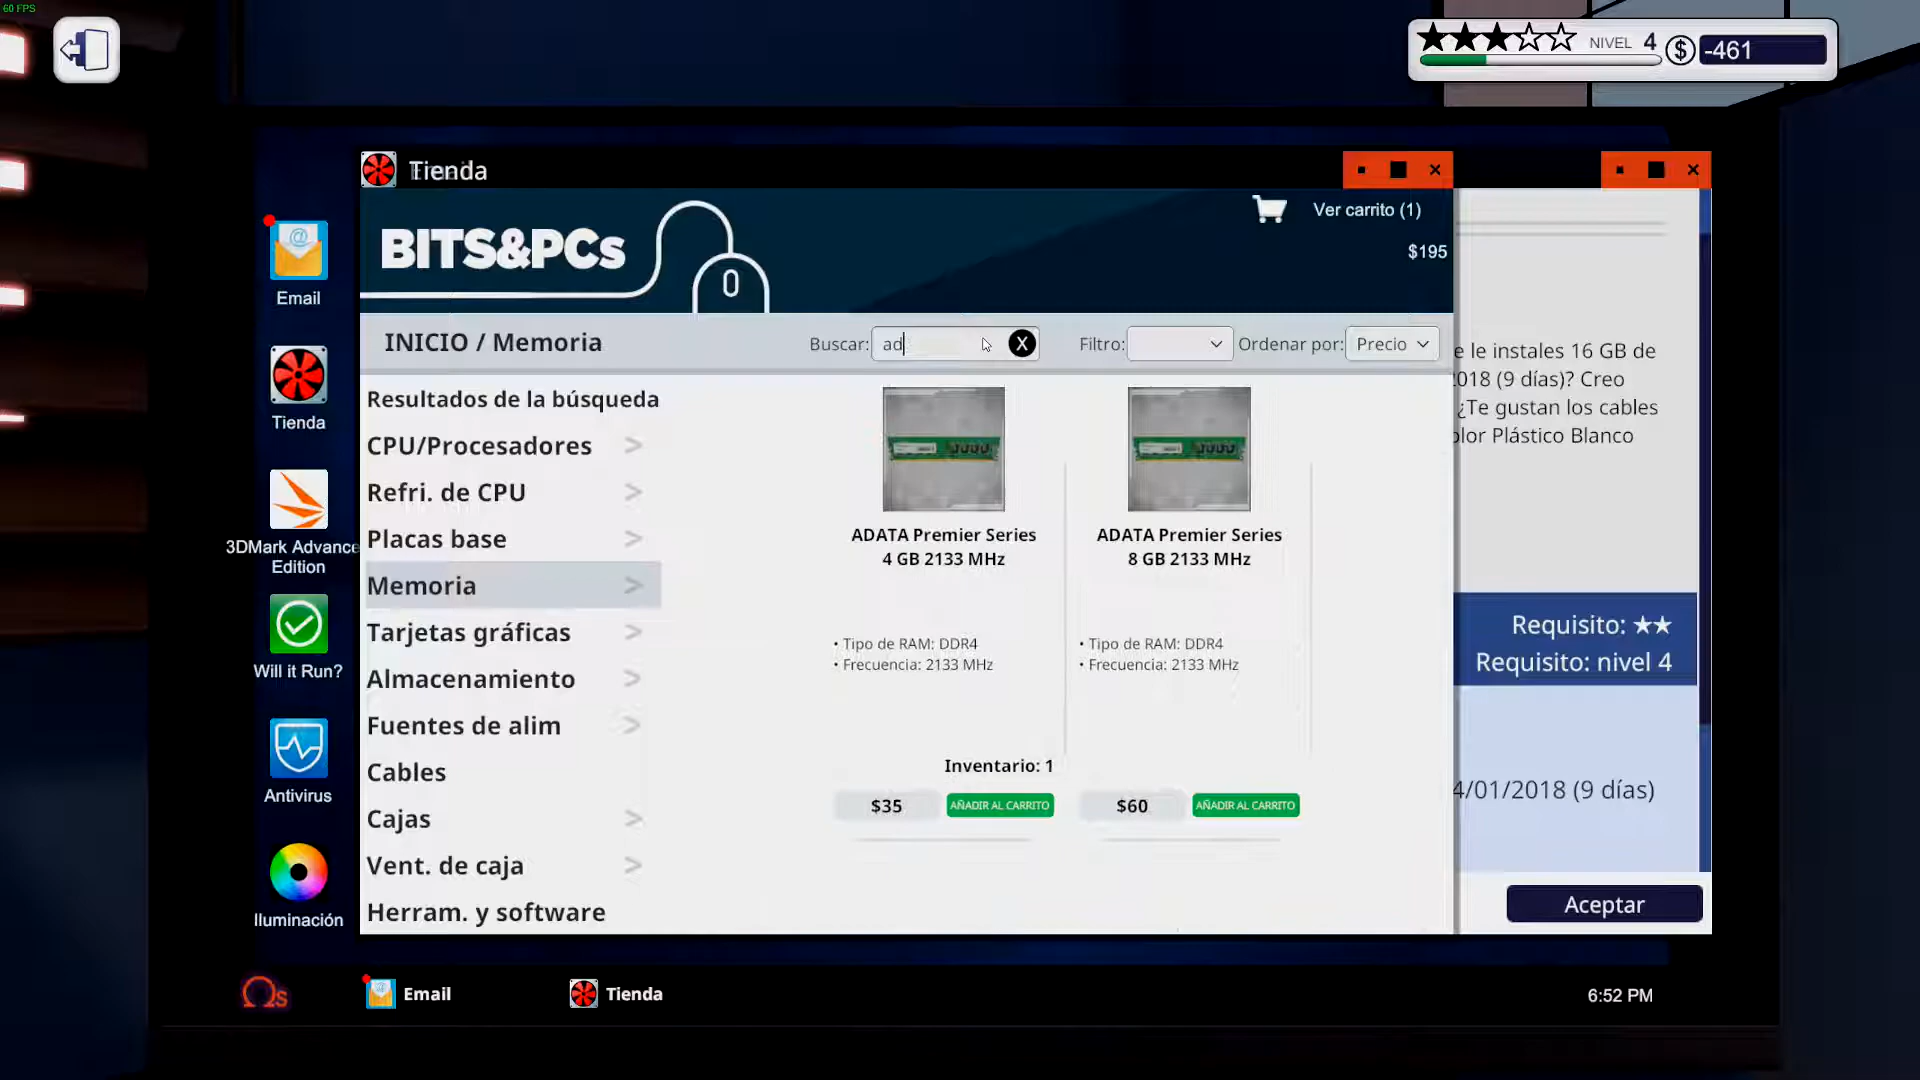 60 FPS
NIVEL 4
$ -461
Tienda
BITS&PCs
Ver carrito (1)
$195
INICIO / Memoria
Buscar: ad
X
Filtro:
Ordenar por: Precio
Resultados de la búsqueda
CPU/Procesadores >
Refri. de CPU >
Placas base >
Memoria >
Tarjetas gráficas >
Almacenamiento >
Fuentes de alim >
Cables
Cajas >
Vent. de caja >
Herram. y software
ADATA Premier Series
4 GB 2133 MHz
• Tipo de RAM: DDR4
• Frecuencia: 2133 MHz
Inventario: 1
$35
AÑADIR AL CARRITO
ADATA Premier Series
8 GB 2133 MHz
• Tipo de RAM: DDR4
• Frecuencia: 2133 MHz
$60
AÑADIR AL CARRITO
e le instales 16 GB de
2018 (9 días)? Creo
¿Te gustan los cables
olor Plástico Blanco
Requisito: ★★
Requisito: nivel 4
4/01/2018 (9 días)
Aceptar
Email
Tienda
3DMark Advance
Edition
Will it Run?
Antivirus
Iluminación
Ωs
Email
Tienda
6:52 PM